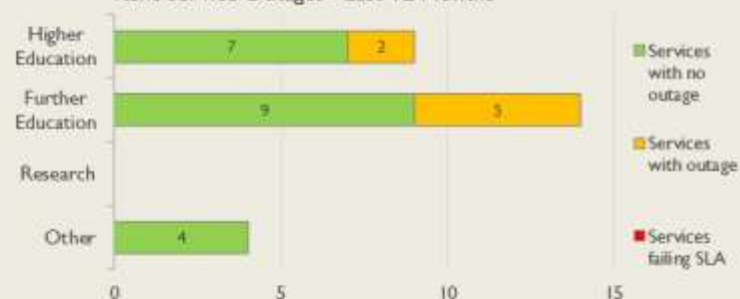 Higher
Education
7
2
Services
with no
outage
Further
Education
9
5
Services
with outage
Research
Other
4
Services
failing SLA
0
5
10
15